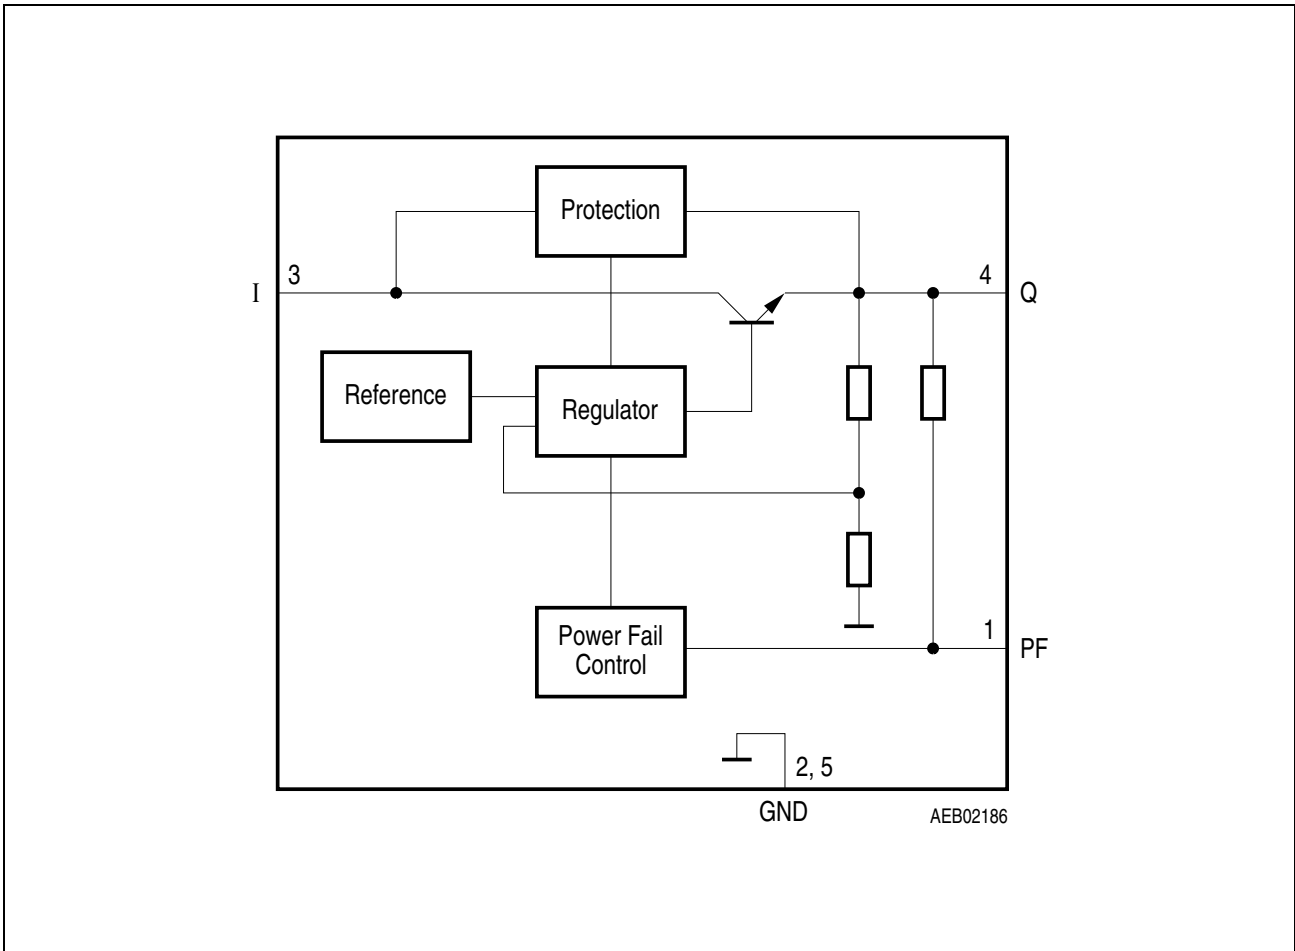 Protection
3
I
4
Q
Reference
Regulator
Power Fail
Control
1
PF
2, 5
GND
AEB02186